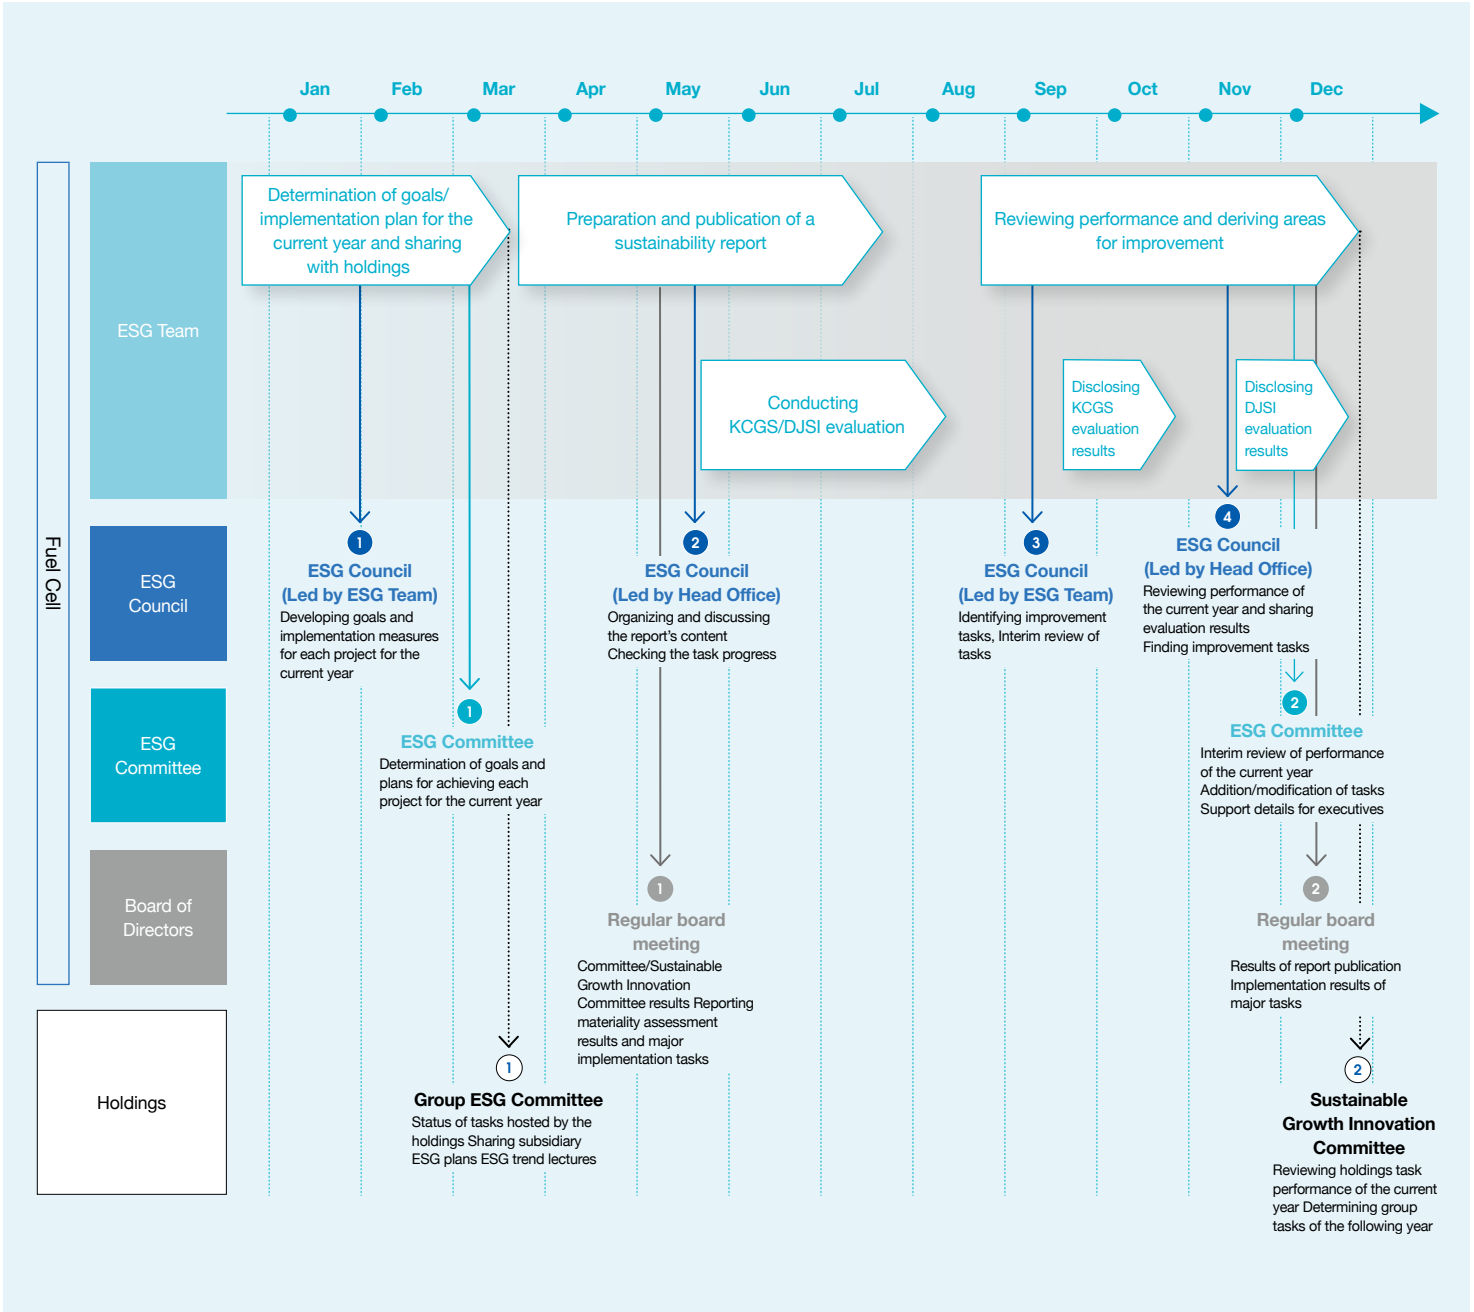 Jan Feb Mar Apr May Jun Jul Aug Sep Oct Nov Dec
Fuel Cell
ESG Team
Determination of goals/
implementation plan for the
current year and sharing
with holdings
Preparation and publication of a
sustainability report
Reviewing performance and deriving areas
for improvement
Conducting
KCGS/DJSI evaluation
Disclosing
KCGS
evaluation
results
Disclosing
DJSI
evaluation
results
ESG
Council
1
ESG Council
(Led by ESG Team)
Developing goals and
implementation measures
for each project for the
current year
2
ESG Council
(Led by Head Office)
Organizing and discussing
the report's content
Checking the task progress
3
ESG Council
(Led by ESG Team)
Identifying improvement
tasks, Interim review of
tasks
4
ESG Council
(Led by Head Office)
Reviewing performance of
the current year and sharing
evaluation results
Finding improvement tasks
ESG
Committee
1
ESG Committee
Determination of goals and
plans for achieving each
project for the current year
2
ESG Committee
Interim review of performance
of the current year
Addition/modification of tasks
Support details for executives
Board of
Directors
1
Regular board
meeting
Committee/Sustainable
Growth Innovation
Committee results Reporting
materiality assessment
results and major
implementation tasks
2
Regular board
meeting
Results of report publication
Implementation results of
major tasks
Holdings
1
Group ESG Committee
Status of tasks hosted by the
holdings Sharing subsidiary
ESG plans ESG trend lectures
2
Sustainable
Growth Innovation
Committee
Reviewing holdings task
performance of the current
year Determining group
tasks of the following year